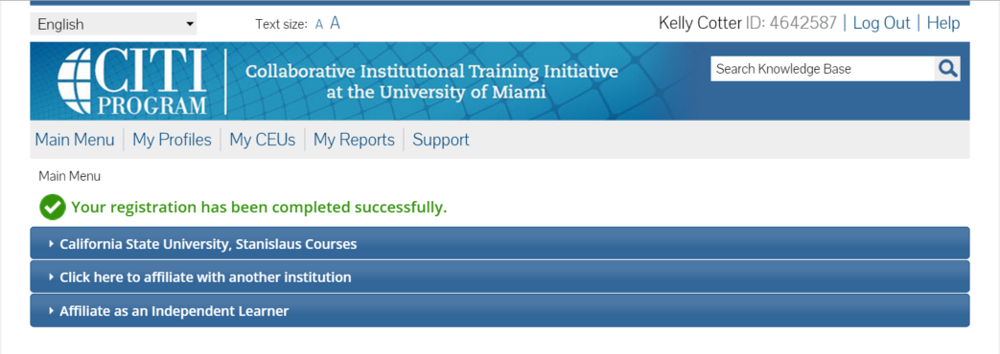 English Text size: A A Kelly Cotter ID: 4642587 | Log Out | Help
CITI
PROGRAM
Collaborative Institutional Training Initiative
at the University of Miami
Search Knowledge Base
Main Menu | My Profiles | My CEUs | My Reports | Support
Main Menu
Your registration has been completed successfully.
California State University, Stanislaus Courses
Click here to affiliate with another institution
Affiliate as an Independent Learner